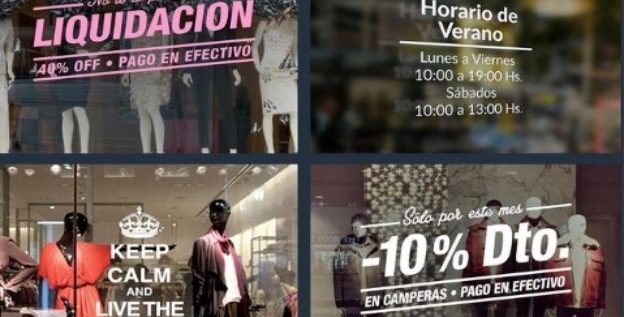 LIQUIDACIÓN
40% OFF • PAGO EN EFECTIVO
Horario de
Verano
Lunes a Viernes
10:00 a 19:00 Hs.
Sábados
10:00 a 13:00 Hs.
KEEP
CALM
AND
LIVE THE
Sólo por este mes
-10% Dto.
EN CAMPERAS • PAGO EN EFECTIVO